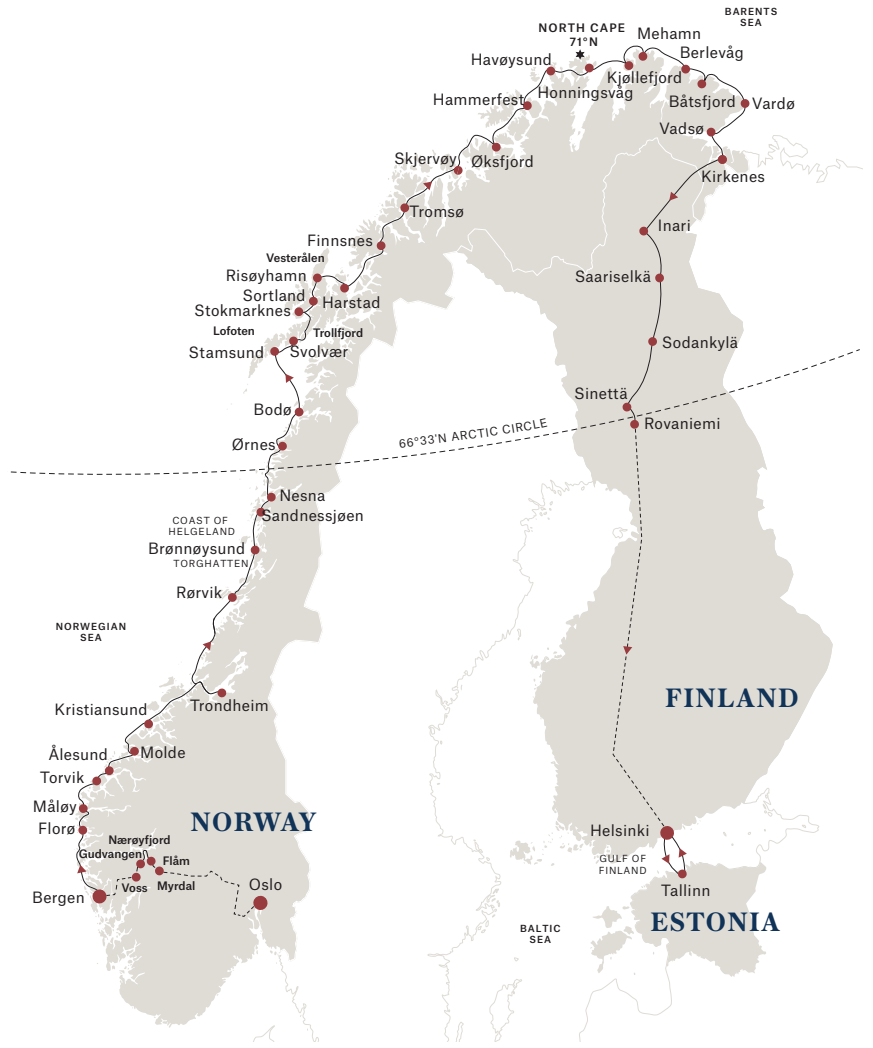 BARENTS
SEA
NORTH CAPE
71°N
Mehamn
Berlevåg
Havøysund
Kjøllefjord
Honningsvåg
Hammerfest
Båtsfjord
Vardø
Vadsø
Skjervøy
Øksfjord
Kirkenes
Tromsø
Inari
Finnsnes
Vesterålen
Risøyhamn
Saariselkä
Sortland
Harstad
Stokmarknes
Lofoten
Trollfjord
Stamsund
Svolvær
Sodankylä
Sinettä
Bodø
Rovaniemi
66°33'N ARCTIC CIRCLE
Ørnes
Nesna
Sandnessjøen
COAST OF
HELGELAND
Brønnøysund
TORGHATTEN
Rørvik
NORWEGIAN
SEA
FINLAND
Trondheim
Kristiansund
Ålesund
Molde
Torvik
Måløy
NORWAY
Florø
Helsinki
Nærøyfjord
Gudvangen
Flåm
GULF OF
FINLAND
Voss
Myrdal
Oslo
Bergen
Tallinn
ESTONIA
BALTIC
SEA